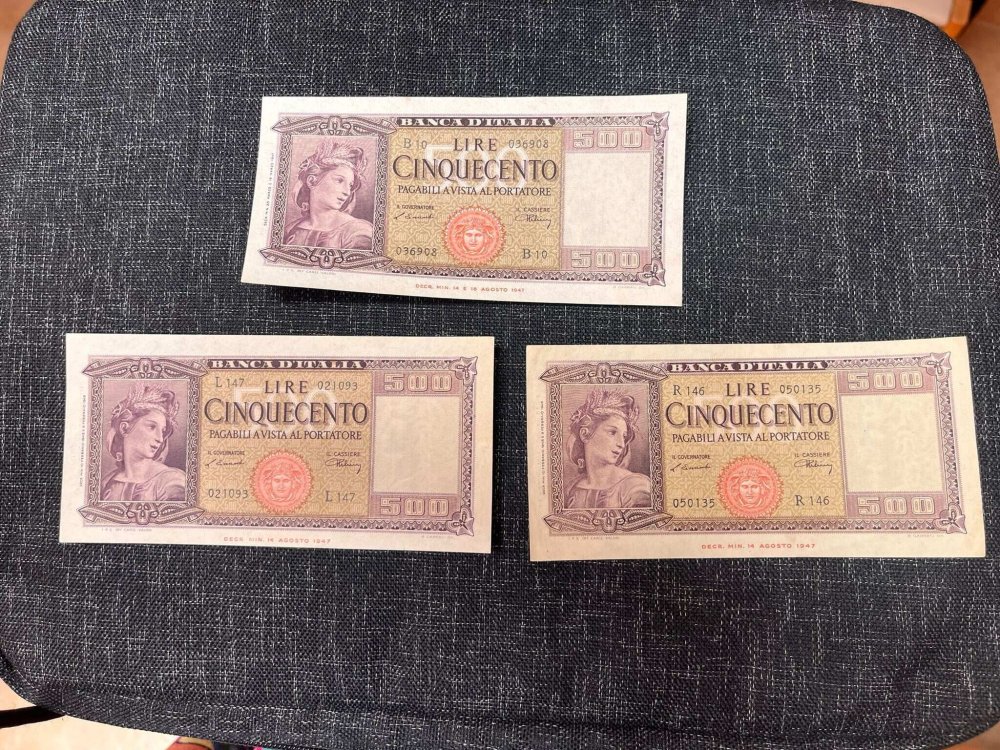 BANCA D'ITALIA
500
B 10 LIRE 036908
CINQUECENTO
PAGABILI A VISTA AL PORTATORE
IL GOVERNATORE IL CASSIERE
036908 B 10
500
DECR. MIN. 14 E 18 AGOSTO 1947
BANCA D'ITALIA
500
L 147 LIRE 021093
CINQUECENTO
PAGABILI A VISTA AL PORTATORE
IL GOVERNATORE IL CASSIERE
021093 L 147
500
DECR. MIN. 14 AGOSTO 1947
BANCA D'ITALIA
500
R 146 LIRE 050135
CINQUECENTO
PAGABILI A VISTA AL PORTATORE
IL GOVERNATORE IL CASSIERE
050135 R 146
500
DECR. MIN. 14 AGOSTO 1947